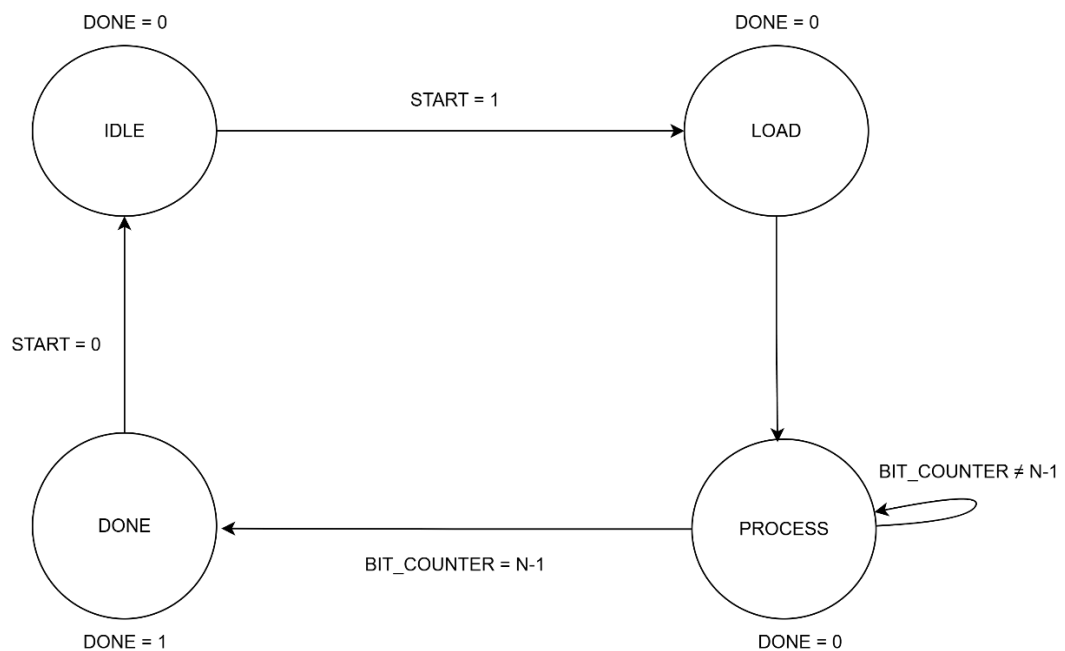 DONE = 0
DONE = 0
START = 1
IDLE
LOAD
START = 0
BIT_COUNTER ≠ N-1
DONE
PROCESS
BIT_COUNTER = N-1
DONE = 1
DONE = 0